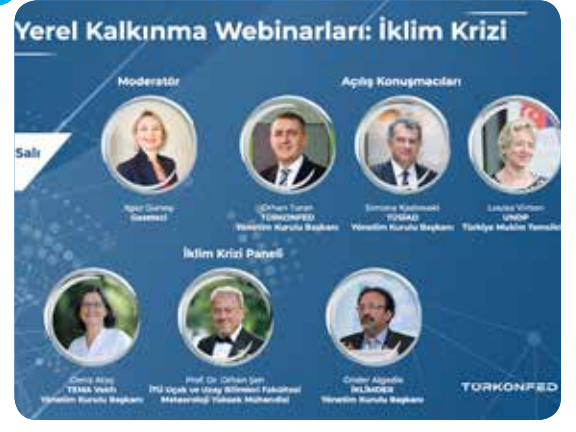 Yerel Kalkınma Webinarları: İklim Krizi
Moderatör
Açılış Konuşmacıları
Salı
Gazeteci
Orhan Turan
TÜRKONFED
Yönetim Kurulu Başkanı
Simone Kaslowski
TÜSİAD
Yönetim Kurulu Başkanı
Louisa Vinton
UNDP
Türkiye Mukim Temsilci
İklim Krizi Paneli
Deniz Ataç
TEMA Vakfı
Yönetim Kurulu Başkanı
Prof. Dr. Orhan Şen
İTÜ Uçak ve Uzay Bilimleri Fakültesi
Meteoroloji Yüksek Mühendisi
Önder Algedik
İKLİMDER
Yönetim Kurulu Başkanı
TÜRKONFED